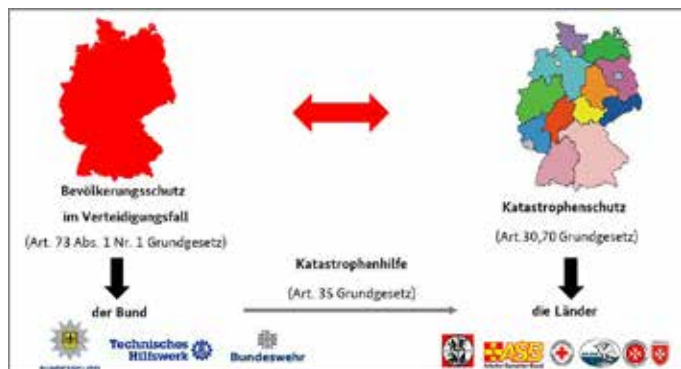 Bevölkerungsschutz
im Verteidigungsfall
(Art. 73 Abs. 1 Nr. 1 Grundgesetz)
Katastrophenschutz
(Art.30,70 Grundgesetz)
Katastrophenhilfe
(Art. 35 Grundgesetz)
der Bund
die Länder
Technisches
Hilfswerk
Bundeswehr
ASB